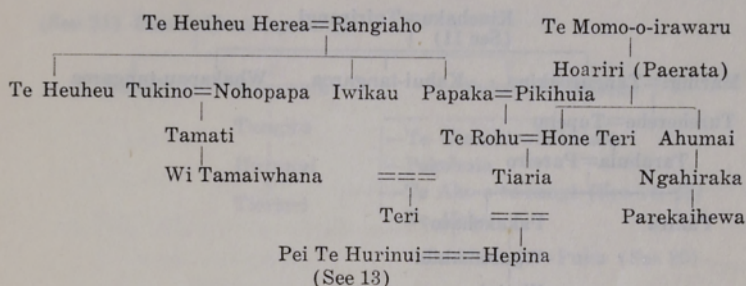 Te Heuheu Herea=Rangiaho Te Momo-o-irawaru
Hoariri (Paerata)
Te Heuheu Tukino=Nohopapa Iwikau Papaka=Pikihuia
Tamati Te Rohu=Hone Teri Ahumai
Wi Tamaiwhana === Tiaria Ngahiraka
Teri === Parekaihewa
Pei Te Hurinui===Hepina
(See 13)